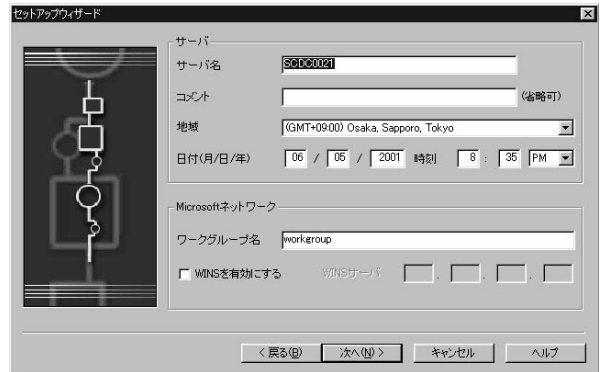 セットアップウィザード
サーバ
サーバ名 SCDC0021
コメント (省略可)
地域 (GMT+09:00) Osaka, Sapporo, Tokyo
日付(月/日/年) 06 / 05 / 2001 時刻 8 : 35 PM
Microsoftネットワーク
ワークグループ名 workgroup
WINSを有効にする WINSサーバ . . .
< 戻る(B) 次へ(N) > キャンセル ヘルプ